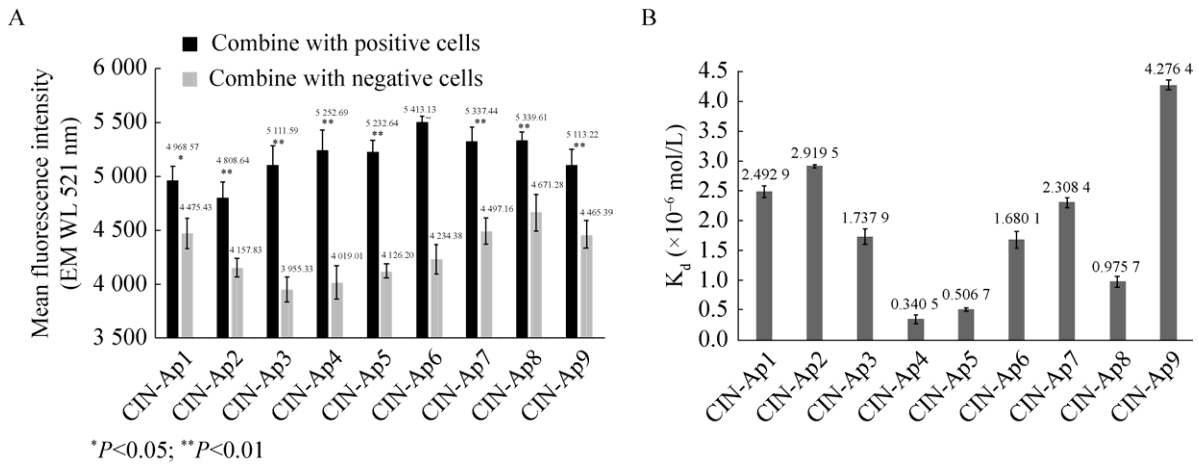 A
Combine with positive cells
Combine with negative cells
Mean fluorescence intensity
(EM WL 521 nm)
6 000
5 500
5 000
4 500
4 000
3 500
4 968.57
*
4 475.43
4 808.64
**
4 157.83
5 111.59
**
3 955.33
5 252.69
**
4 019.01
5 232.64
**
4 126.20
5 413.13
**
4 234.38
5 337.44
**
4 497.16
5 339.61
**
4 671.28
5 113.22
**
4 465.39
CIN-Ap1
CIN-Ap2
CIN-Ap3
CIN-Ap4
CIN-Ap5
CIN-Ap6
CIN-Ap7
CIN-Ap8
CIN-Ap9
*P<0.05; **P<0.01
B
Kd (×10−6 mol/L)
4.5
4.0
3.5
3.0
2.5
2.0
1.5
1.0
0.5
0.0
2.492 9
2.919 5
1.737 9
0.340 5
0.506 7
1.680 1
2.308 4
0.975 7
4.276 4
CIN-Ap1
CIN-Ap2
CIN-Ap3
CIN-Ap4
CIN-Ap5
CIN-Ap6
CIN-Ap7
CIN-Ap8
CIN-Ap9